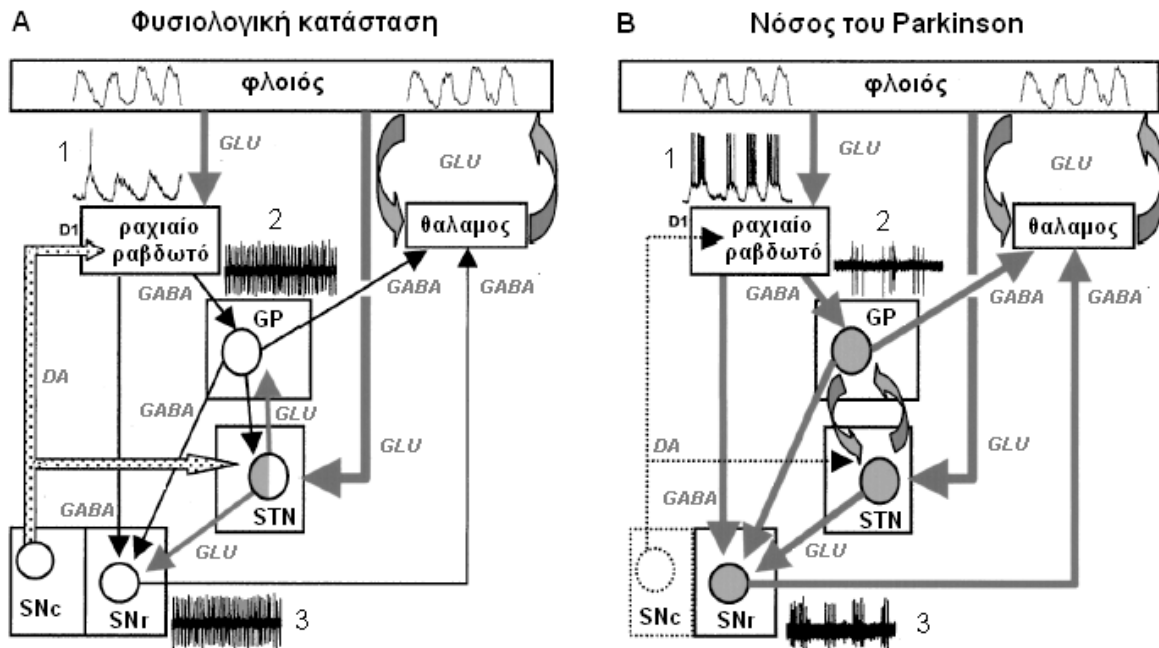 A Φυσιολογική κατάσταση
φλοιός
1
GLU
GLU
D1
ραχιαίο
ραβδωτό
2
θαλαμος
GABA
GABA
GABA
GP
DA
GABA
GLU
GLU
GABA
STN
GLU
SNc
SNr
3
B Νόσος του Parkinson
φλοιός
1
GLU
GLU
D1
ραχιαίο
ραβδωτό
2
θαλαμος
GABA
GABA
GABA
GP
DA
GLU
GABA
STN
GLU
SNc
SNr
3